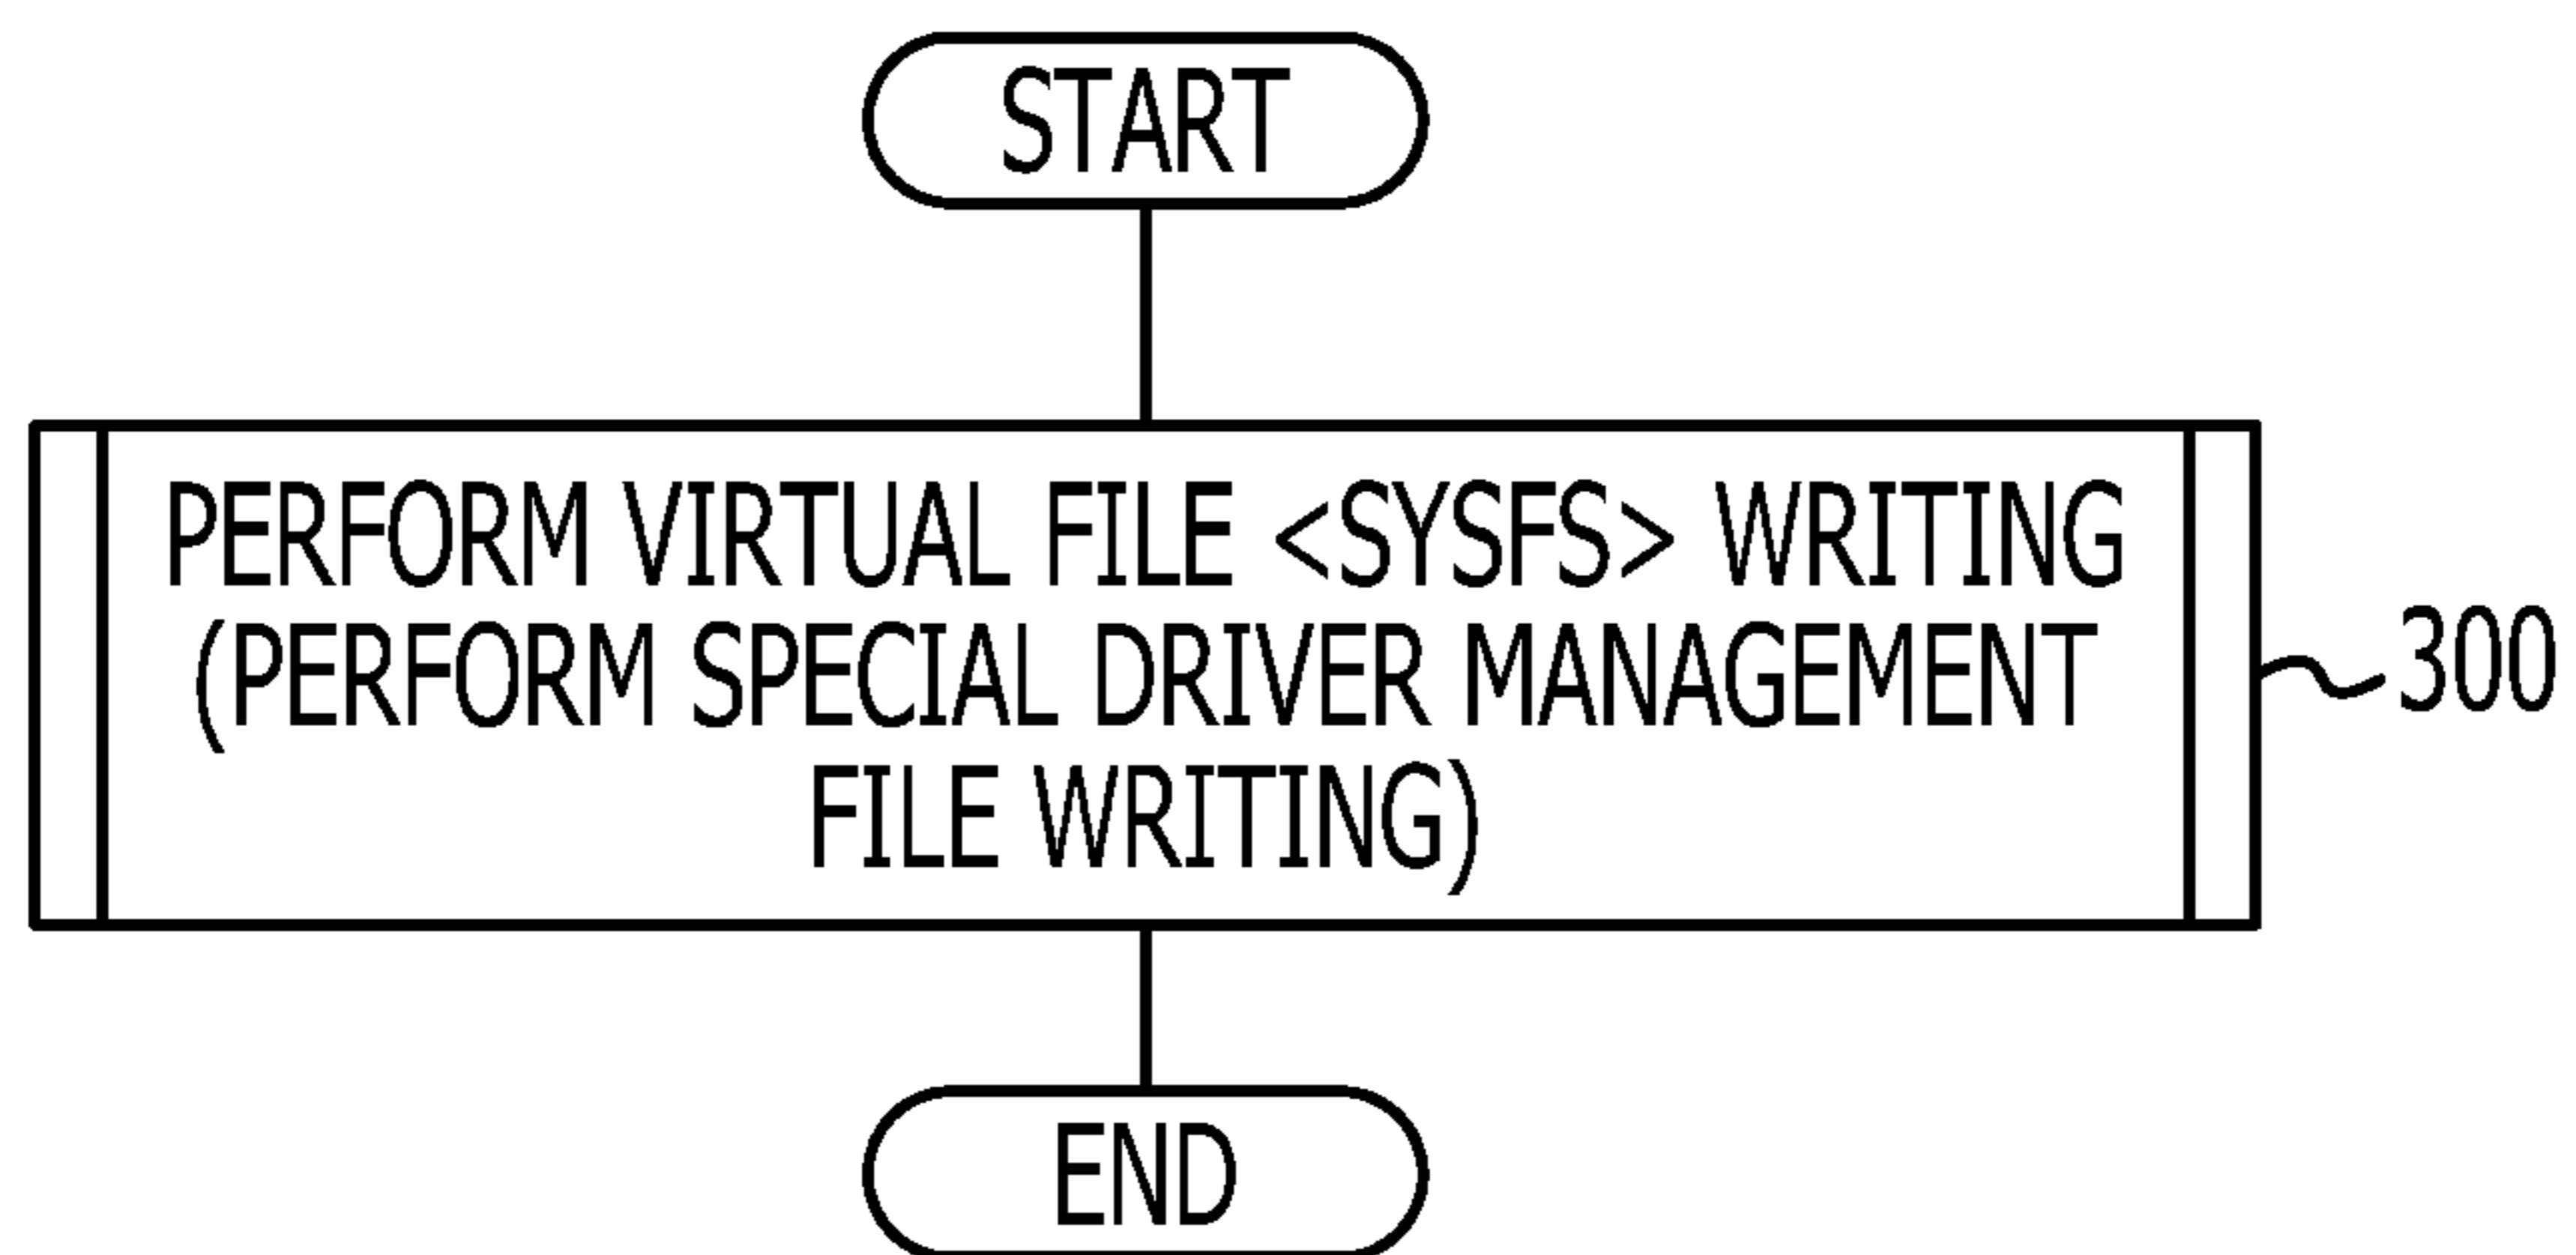 START
PERFORM VIRTUAL FILE <SYSFS> WRITING
(PERFORM SPECIAL DRIVER MANAGEMENT
FILE WRITING)
300
END